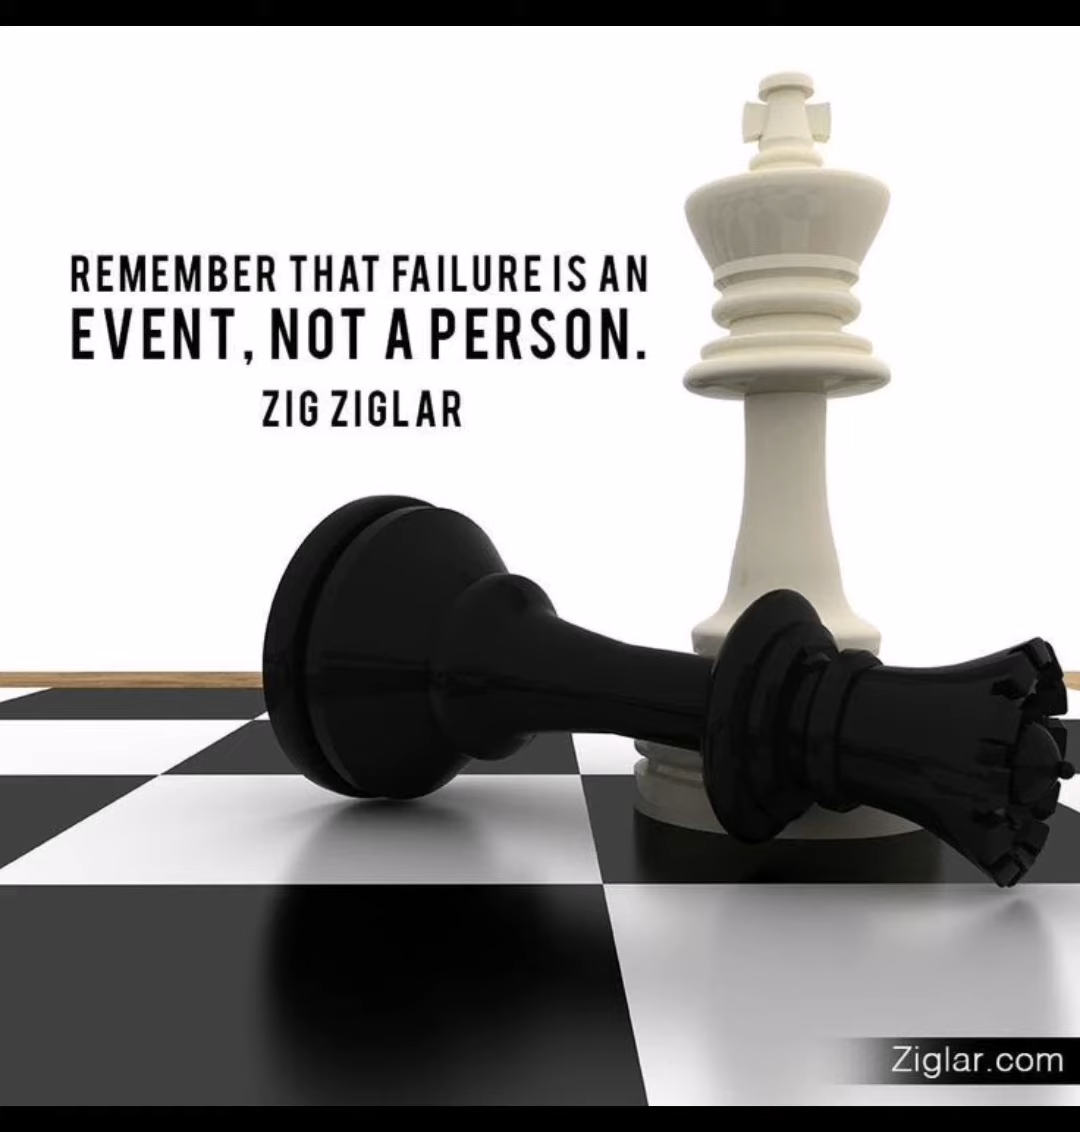 REMEMBER THAT FAILURE IS AN
EVENT, NOT A PERSON.
ZIG ZIGLAR
Ziglar.com